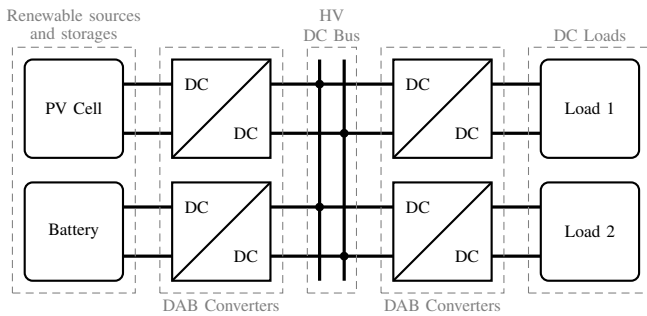 Renewable sources
and storages
HV
DC Bus
DC Loads
PV Cell
DC
DC
DC
DC
Load 1
Battery
DC
DC
DC
DC
Load 2
DAB Converters
DAB Converters